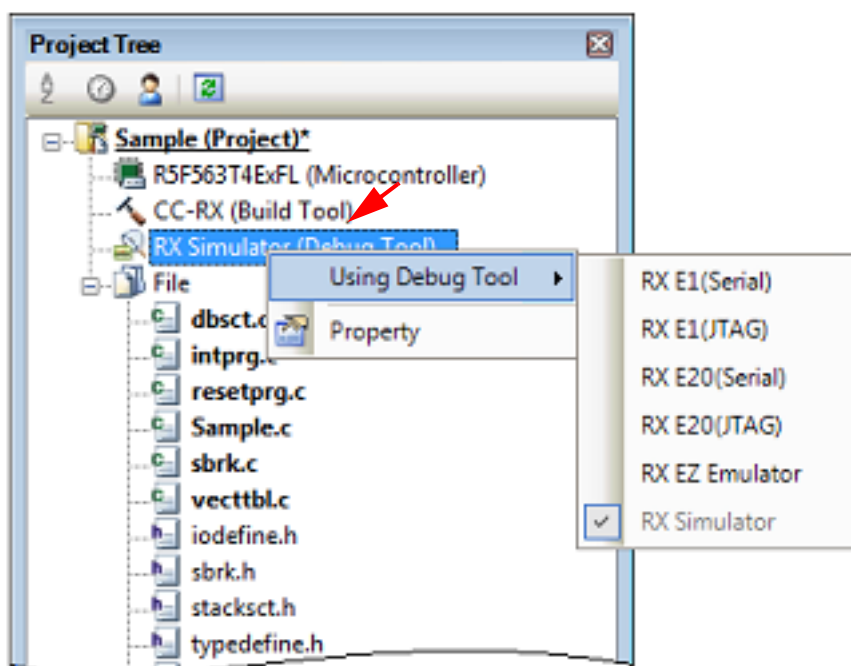 Project Tree
Sample (Project)*
R5F563T4ExFL (Microcontroller)
CC-RX (Build Tool)
RX Simulator (Debug Tool)
File
dbsct.c
intprg.c
resetprg.c
Sample.c
sbrk.c
vecttbl.c
iodefine.h
sbrk.h
stacksct.h
typedefine.h
Using Debug Tool
Property
RX E1(Serial)
RX E1(JTAG)
RX E20(Serial)
RX E20(JTAG)
RX EZ Emulator
RX Simulator